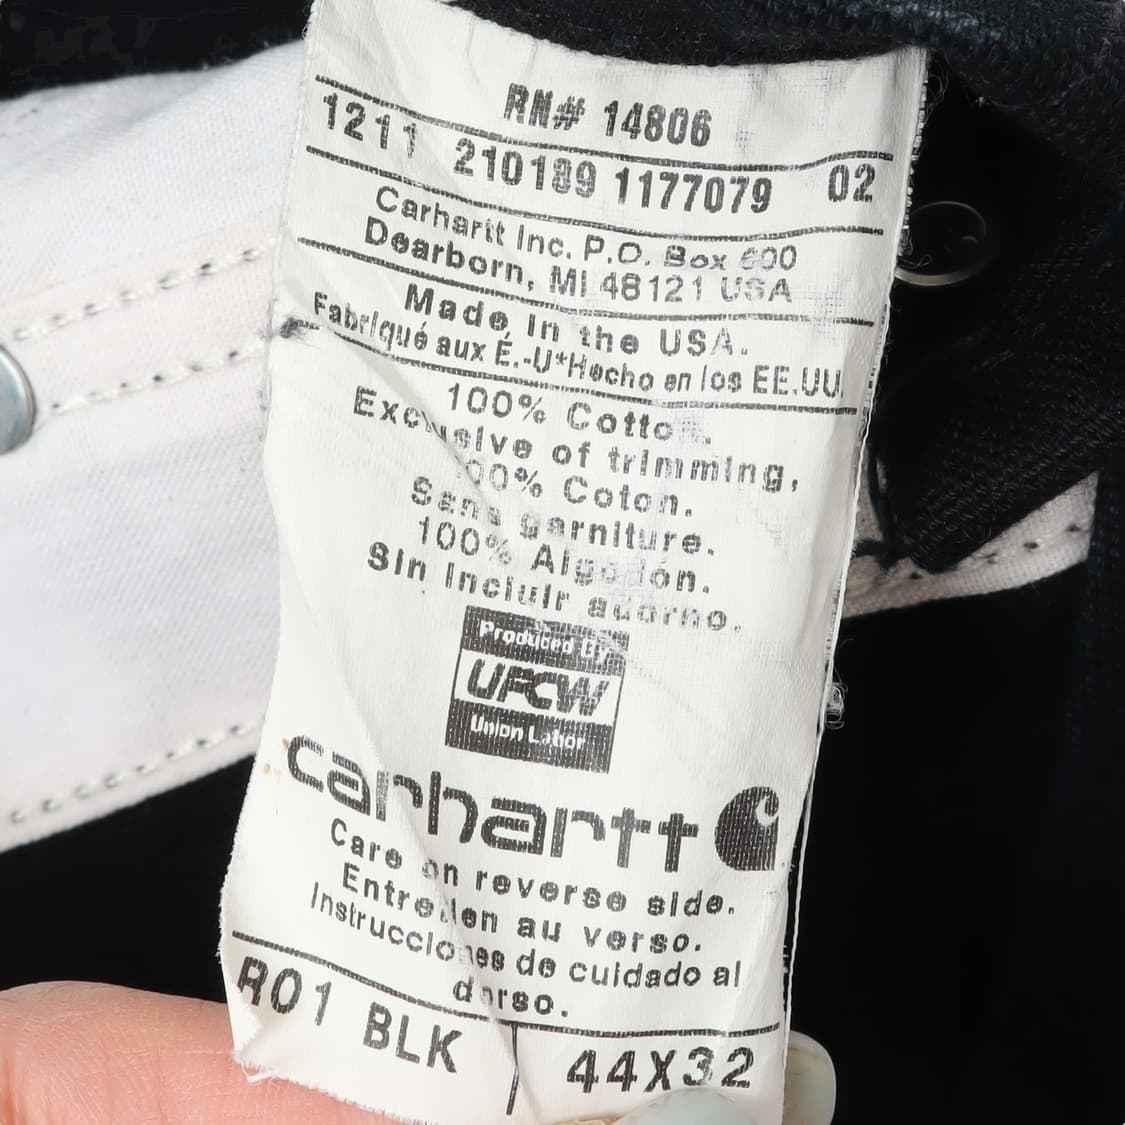 RN# 14806
1211 210189 1177079 02
Carhartt Inc. P.O. Box 600
Dearborn, MI 48121 USA
Made in the USA.
Fabriqué aux É.-U*Hecho en los EE.UU
100% Cotto .
Exclusive of trimming,
100% Coton.
Sans garniture.
100% Algodón.
Sin incluir adorno.
Produced By
UFCW
Union Labor
carhartt
Care on reverse side.
Entretien au verso.
Instrucciones de cuidado al
dorso.
R01 BLK 44X32